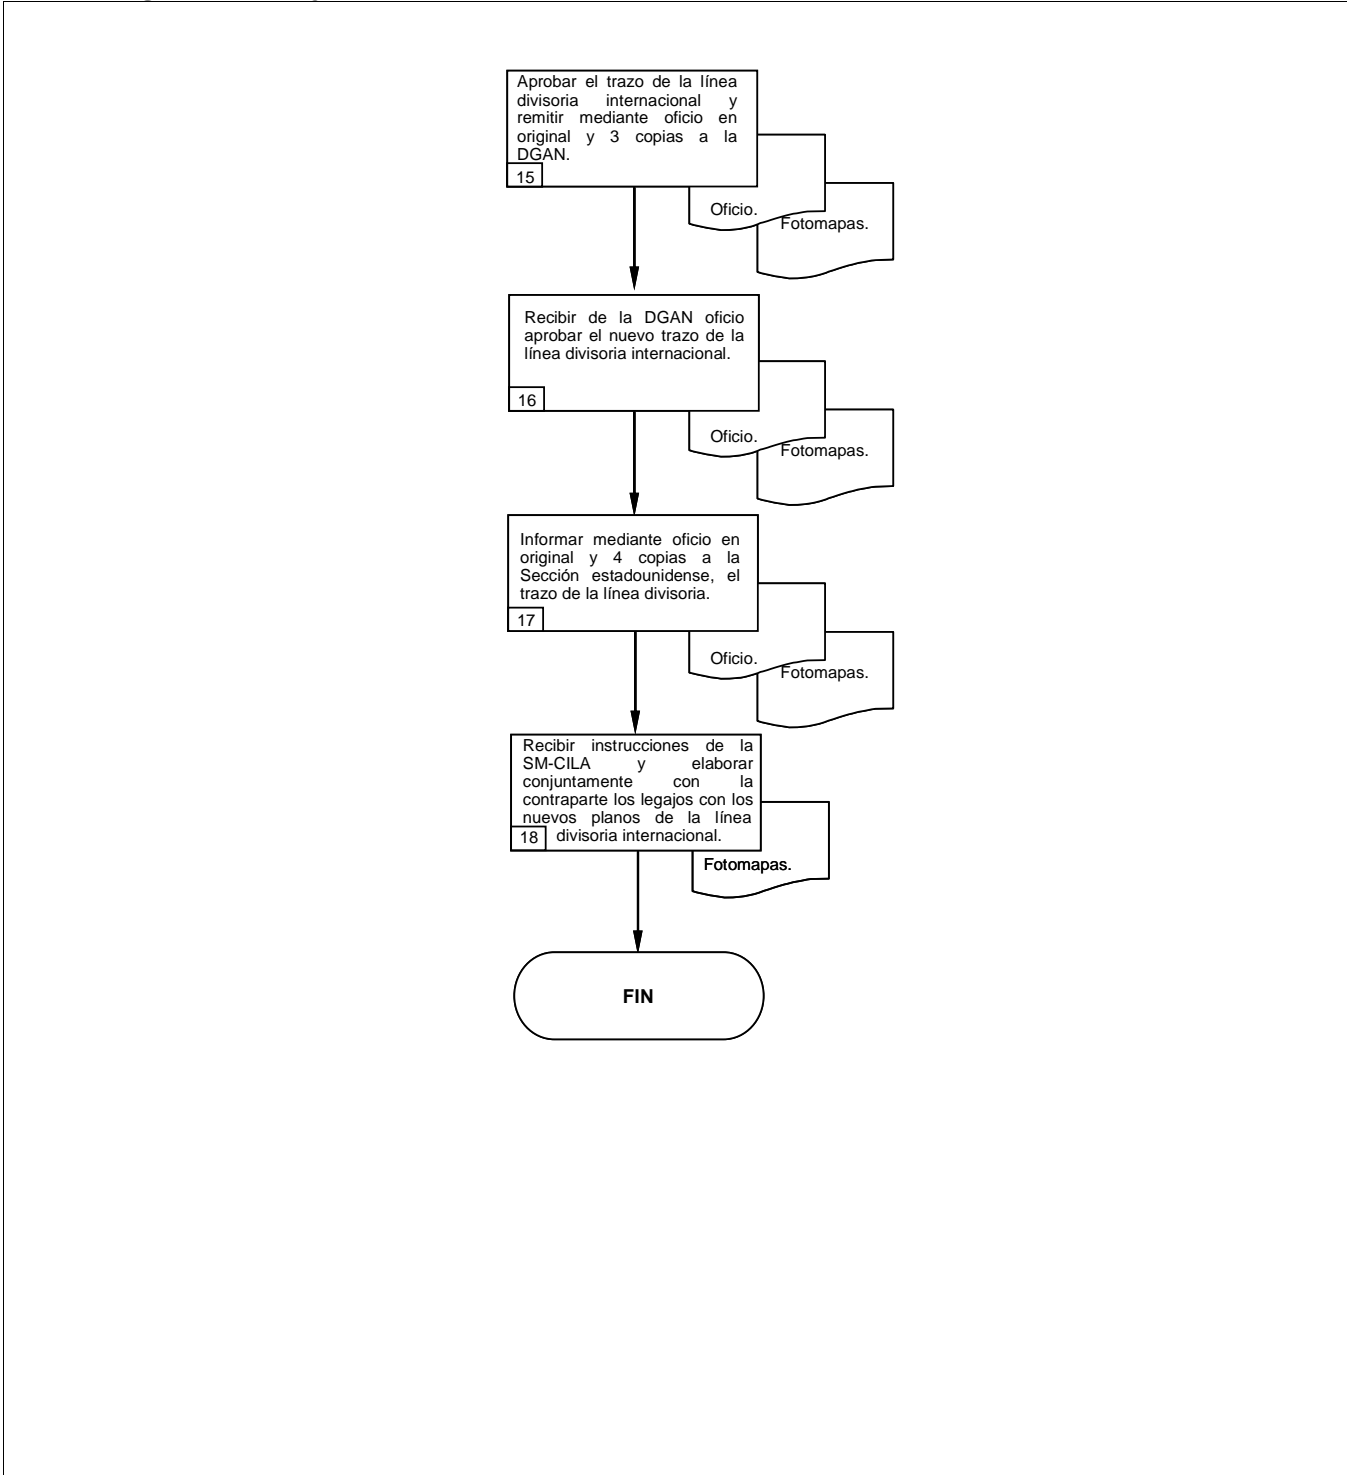 Aprobar el trazo de la línea
divisoria internacional y
remitir mediante oficio en
original y 3 copias a la
DGAN.
15
Oficio.
Fotomapas.
Recibir de la DGAN oficio
aprobar el nuevo trazo de la
línea divisoria internacional.
16
Oficio.
Fotomapas.
Informar mediante oficio en
original y 4 copias a la
Sección estadounidense, el
trazo de la línea divisoria.
17
Oficio.
Fotomapas.
Recibir instrucciones de la
SM-CILA y elaborar
conjuntamente con la
contraparte los legajos con los
nuevos planos de la línea
divisoria internacional.
18
Fotomapas.
FIN